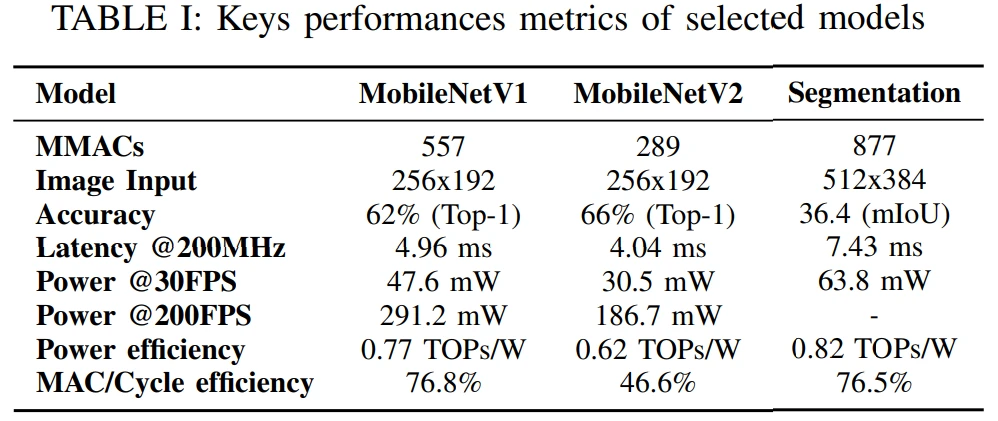 TABLE I: Keys performances metrics of selected models
Model MobileNetV1 MobileNetV2 Segmentation
MMACs 557 289 877
Image Input 256x192 256x192 512x384
Accuracy 62% (Top-1) 66% (Top-1) 36.4 (mIoU)
Latency @200MHz 4.96 ms 4.04 ms 7.43 ms
Power @30FPS 47.6 mW 30.5 mW 63.8 mW
Power @200FPS 291.2 mW 186.7 mW -
Power efficiency 0.77 TOPs/W 0.62 TOPs/W 0.82 TOPs/W
MAC/Cycle efficiency 76.8% 46.6% 76.5%